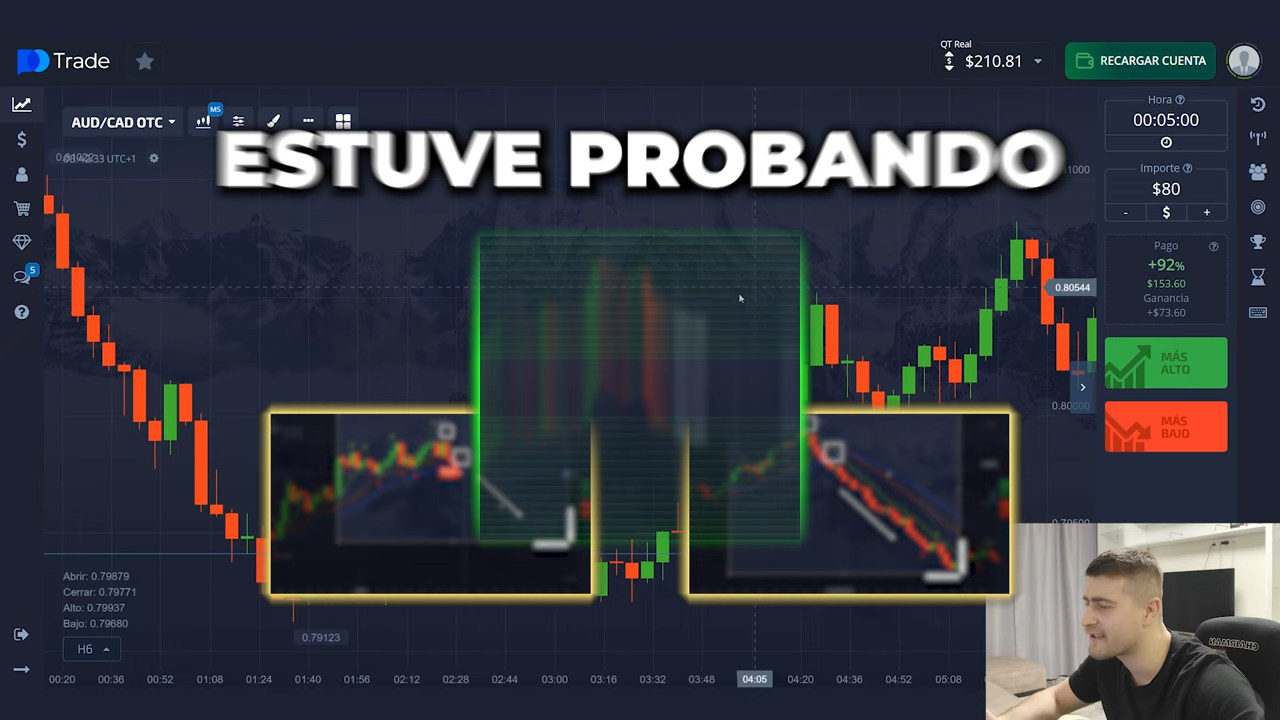 Trade
QT Real
$210.81
RECARGAR CUENTA
AUD/CAD OTC
M5
ESTUVE PROBANDO
Hora
00:05:00
Importe
$80
- $ +
Pago
+92%
$153.60
Ganancia
+$73.60
MÁS
ALTO
MÁS
BAJO
5
0.80544
0.80000
Abrir: 0.79879
Cerrar: 0.79771
Alto: 0.79937
Bajo: 0.79680
H6
0.79123
00:20 00:36 00:52 01:08 01:24 01:40 01:56 02:12 02:28 02:44 03:00 03:16 03:32 03:48 04:05 04:20 04:36 04:52 05:08
CHAIRMAN